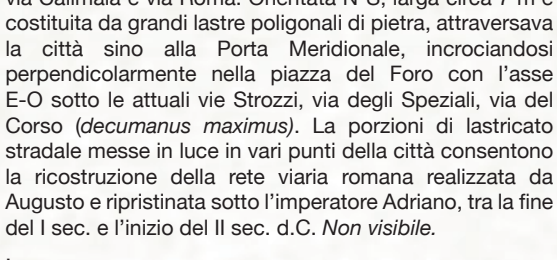 via Calimala e via Roma. Orientata N-S, larga circa 7 m e
costituita da grandi lastre poligonali di pietra, attraversava
la città sino alla Porta Meridionale, incrociandosi
perpendicolarmente nella piazza del Foro con l'asse
E-O sotto le attuali vie Strozzi, via degli Speziali, via del
Corso (decumanus maximus). La porzioni di lastricato
stradale messe in luce in vari punti della città consentono
la ricostruzione della rete viaria romana realizzata da
Augusto e ripristinata sotto l'imperatore Adriano, tra la fine
del I sec. e l'inizio del II sec. d.C. Non visibile.